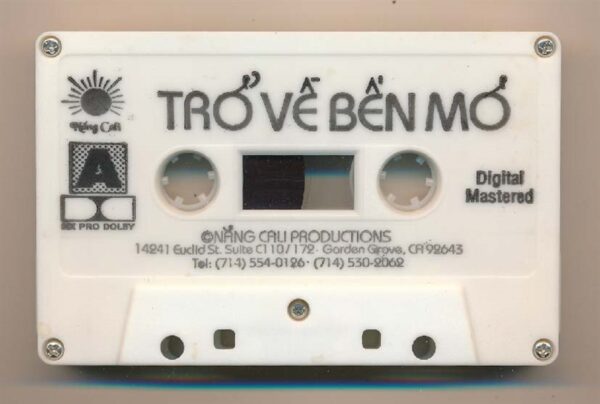 TRỞ VỀ BẾN MƠ
Nắng Cali
A
HX PRO DOLBY
Digital
Mastered
©NẮNG CALI PRODUCTIONS
14241 Euclid St. Suite C110/172 - Garden Grove, CA 92643
Tel: (714) 554-0126 · (714) 530-2062